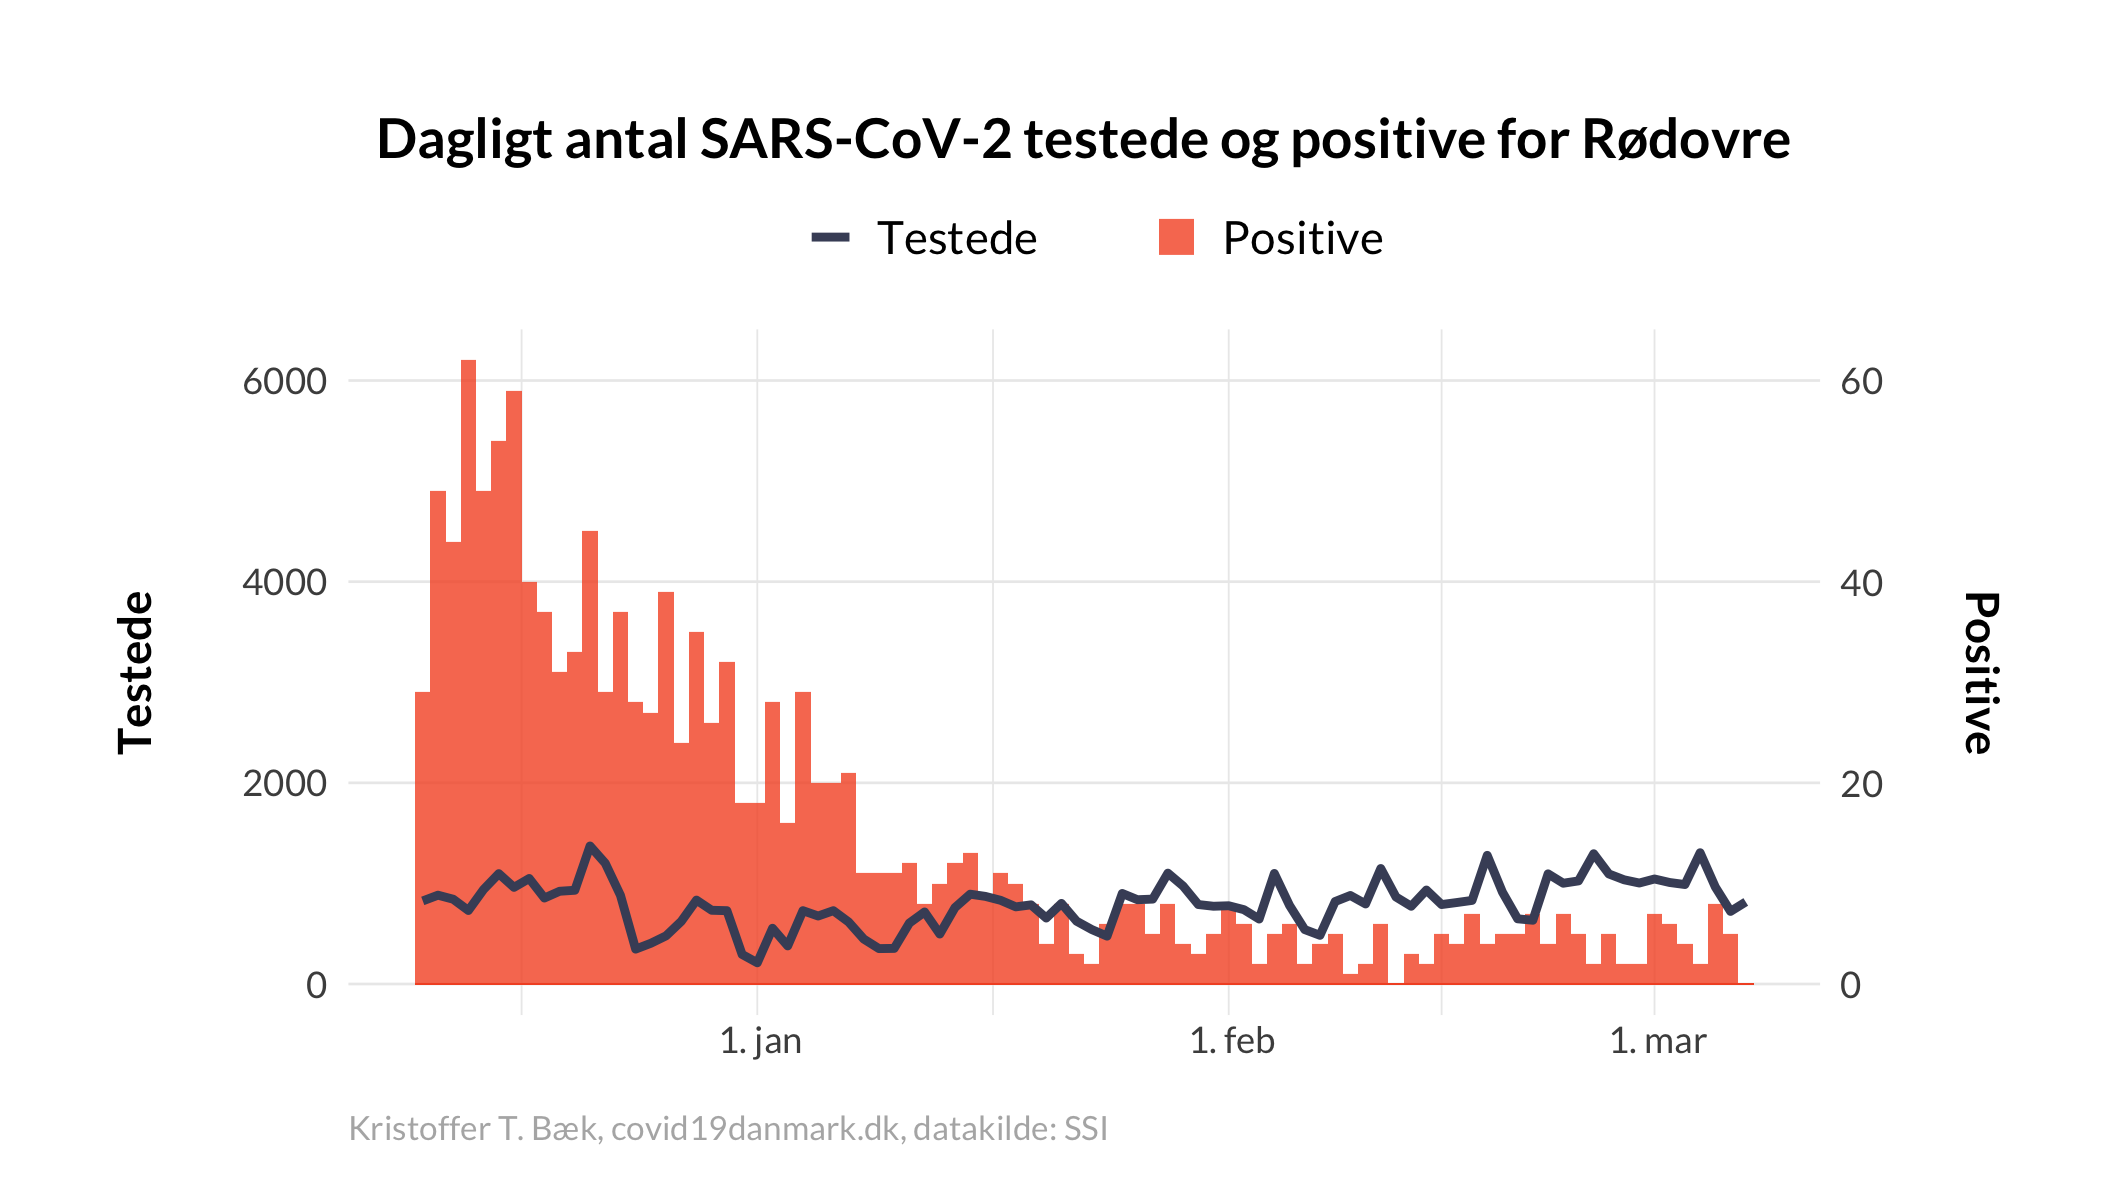 Dagligt antal SARS-CoV-2 testede og positive for Rødovre
Testede
Positive
6000
4000
2000
0
60
40
20
0
Testede
Positive
1. jan
1. feb
1. mar
Kristoffer T. Bæk, covid19danmark.dk, datakilde: SSI